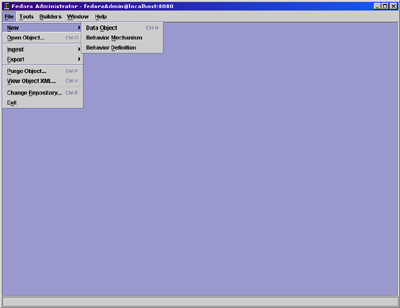 Fedora Administrator - fedoraAdmin@localhost:8080
File Tools Builders Window Help
New
Data Object Ctrl-N
Behavior Mechanism
Behavior Definition
Open Object... Ctrl-O
Ingest
Export
Purge Object... Ctrl-P
View Object XML... Ctrl-V
Change Repository... Ctrl-R
Exit